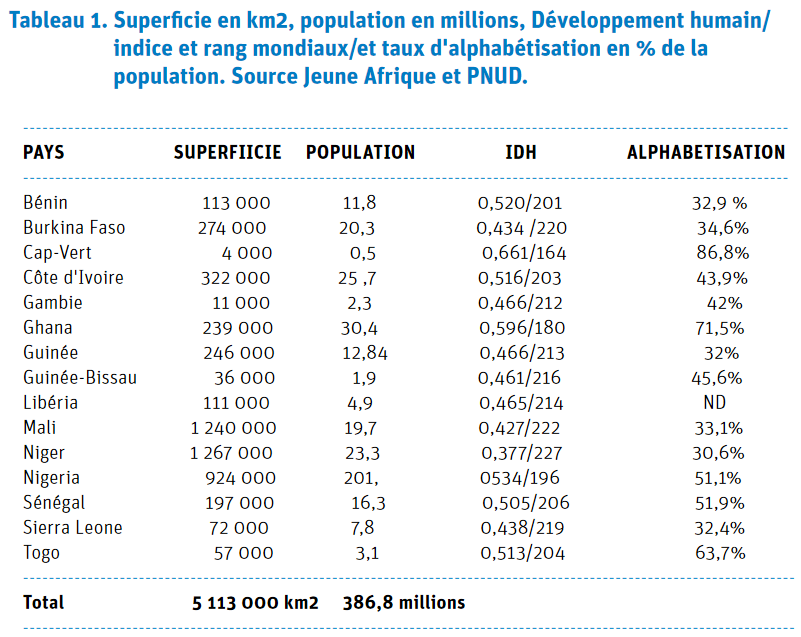 Tableau 1. Superficie en km2, population en millions, Développement humain/
indice et rang mondiaux/et taux d'alphabétisation en % de la
population. Source Jeune Afrique et PNUD.
PAYS SUPERFIICIE POPULATION IDH ALPHABETISATION
Bénin 113 000 11,8 0,520/201 32,9 %
Burkina Faso 274 000 20,3 0,434 /220 34,6%
Cap-Vert 4 000 0,5 0,661/164 86,8%
Côte d'Ivoire 322 000 25 ,7 0,516/203 43,9%
Gambie 11 000 2,3 0,466/212 42%
Ghana 239 000 30,4 0,596/180 71,5%
Guinée 246 000 12,84 0,466/213 32%
Guinée-Bissau 36 000 1,9 0,461/216 45,6%
Libéria 111 000 4,9 0,465/214 ND
Mali 1 240 000 19,7 0,427/222 33,1%
Niger 1 267 000 23,3 0,377/227 30,6%
Nigeria 924 000 201, 0534/196 51,1%
Sénégal 197 000 16,3 0,505/206 51,9%
Sierra Leone 72 000 7,8 0,438/219 32,4%
Togo 57 000 3,1 0,513/204 63,7%
Total 5 113 000 km2 386,8 millions